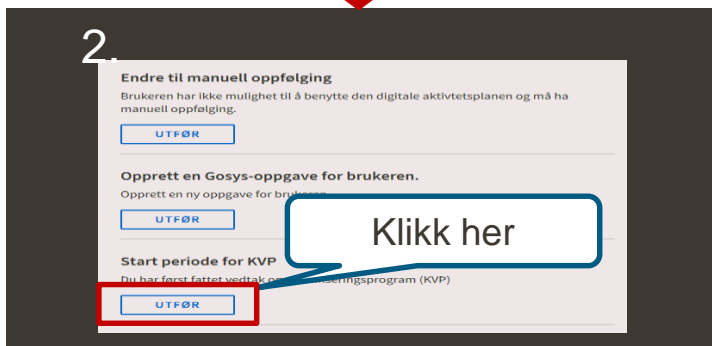 2.
Endre til manuell oppfølging
Brukeren har ikke mulighet til å benytte den digitale aktivtetsplanen og må ha
manuell oppfølging.
UTFØR
Opprett en Gosys-oppgave for brukeren.
Opprett en ny oppgave for brukeren.
UTFØR
Klikk her
Start periode for KVP
Du har først fattet vedtak (KVP)
UTFØR